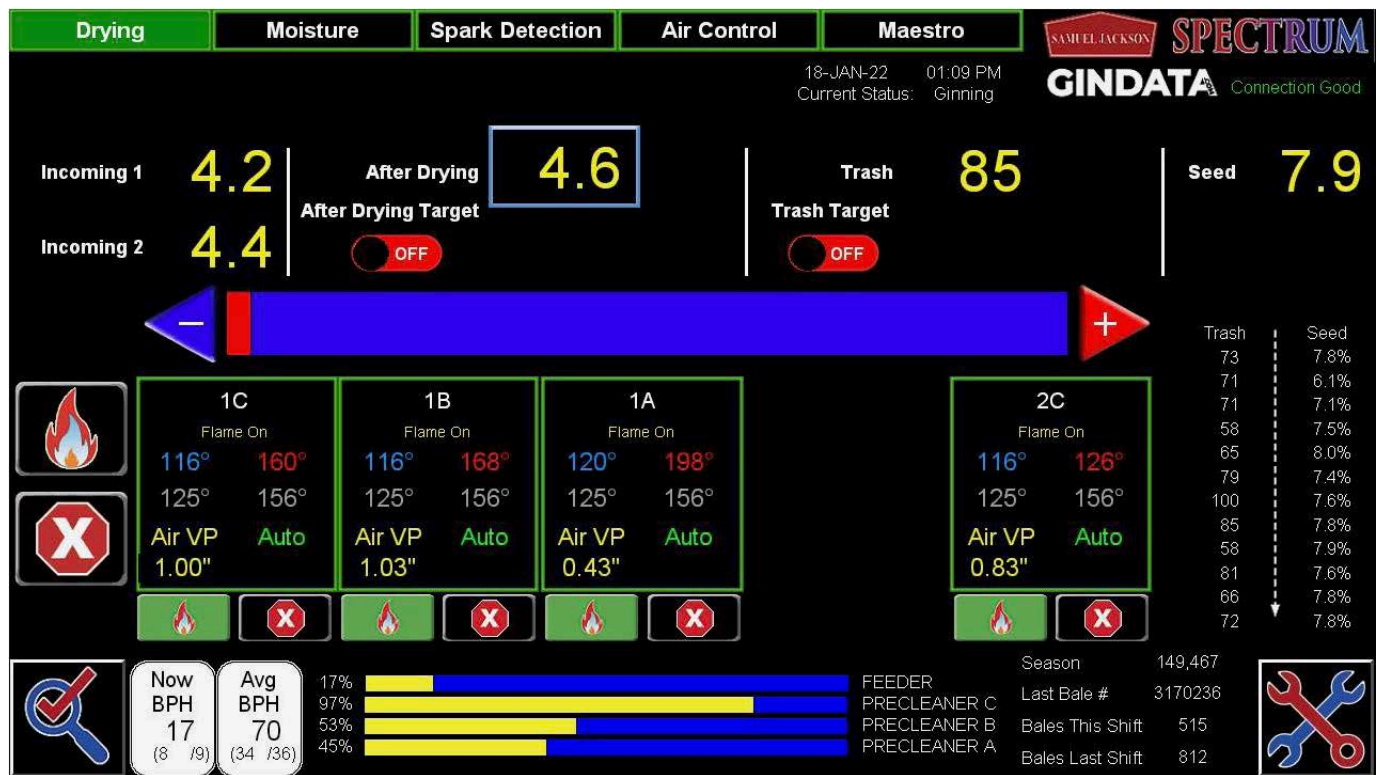 Drying Moisture Spark Detection Air Control Maestro SAMUEL JACKSON SPECTRUM
18-JAN-22 01:09 PM
Current Status: Ginning
GINDATA Connection Good
Incoming 1 4.2 After Drying 4.6 Trash 85 Seed 7.9
After Drying Target Trash Target
Incoming 2 4.4 OFF OFF
− +
Trash Seed
73 7.8%
71 6.1%
71 7.1%
58 7.5%
65 8.0%
79 7.4%
100 7.6%
85 7.8%
58 7.9%
81 7.6%
66 7.8%
72 7.8%
1C 1B 1A 2C
Flame On Flame On Flame On Flame On
116° 160° 116° 168° 120° 198° 116° 126°
125° 156° 125° 156° 125° 156° 125° 156°
Air VP Auto Air VP Auto Air VP Auto Air VP Auto
1.00" 1.03" 0.43" 0.83"
X
X X X X
Now BPH 17 (8 /9)
Avg BPH 70 (34 /36)
17% FEEDER
97% PRECLEANER C
53% PRECLEANER B
45% PRECLEANER A
Season 149,467
Last Bale # 3170236
Bales This Shift 515
Bales Last Shift 812